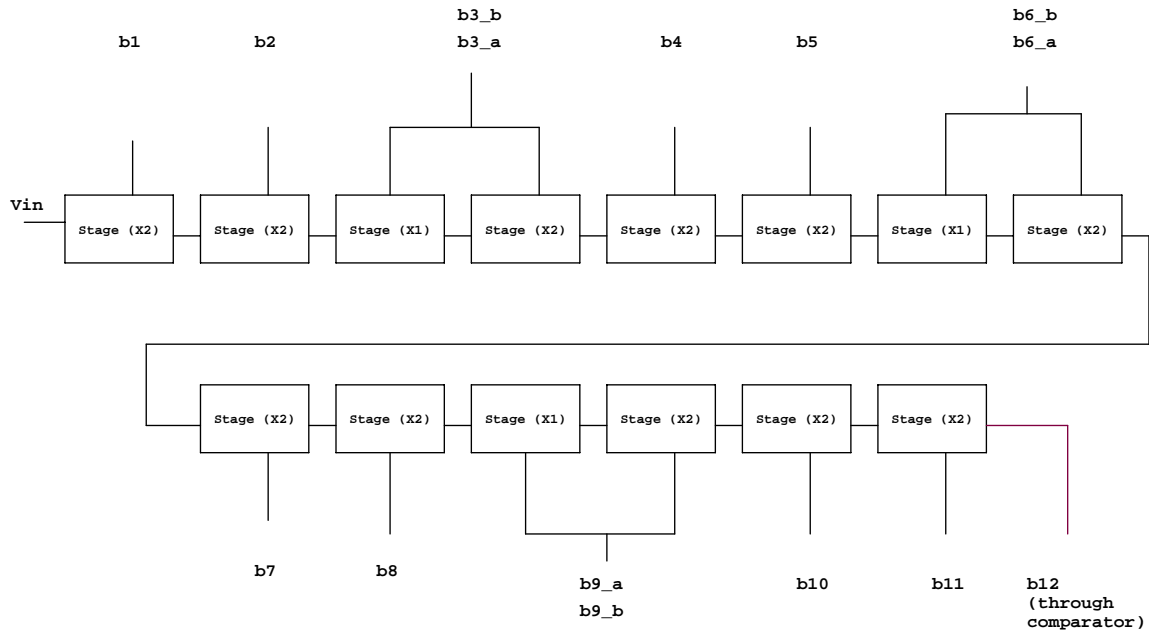 b3_b
b6_b
b1
b2
b3_a
b4
b5
b6_a
Vin
Stage (X2)
Stage (X2)
Stage (X1)
Stage (X2)
Stage (X2)
Stage (X2)
Stage (X1)
Stage (X2)
Stage (X2)
Stage (X2)
Stage (X1)
Stage (X2)
Stage (X2)
Stage (X2)
b7
b8
b9_a
b9_b
b10
b11
b12
(through
comparator)